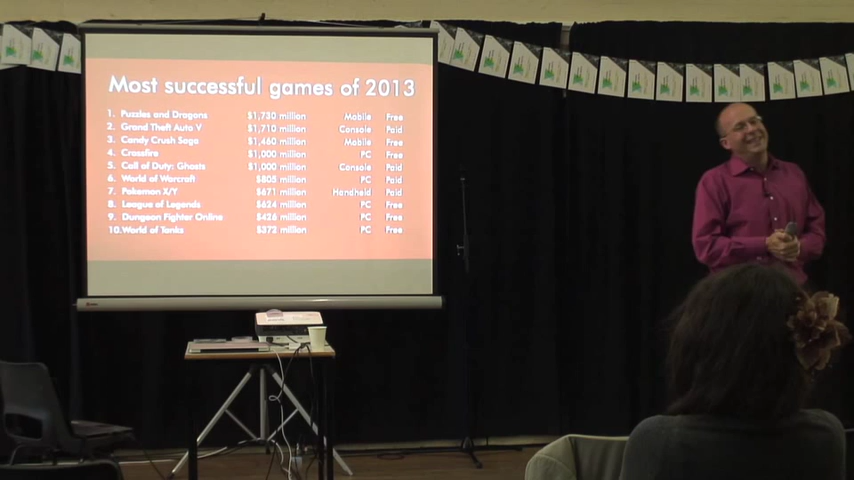 Most successful games of 2013
1. Puzzles and Dragons $1,730 million Mobile Free
2. Grand Theft Auto V $1,710 million Console Paid
3. Candy Crush Saga $1,460 million Mobile Free
4. Crossfire $1,000 million PC Free
5. Call of Duty: Ghosts $1,000 million Console Paid
6. World of Warcraft $805 million PC Paid
7. Pokemon X/Y $671 million Handheld Paid
8. League of Legends $624 million PC Free
9. Dungeon Fighter Online $426 million PC Free
10. World of Tanks $372 million PC Free